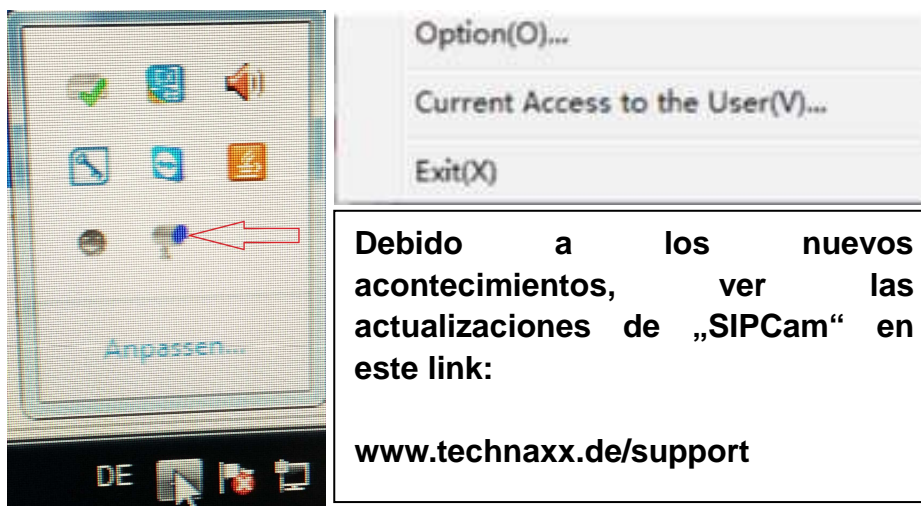 Anpassen...
DE
Option(O)...
Current Access to the User(V)...
Exit(X)
Debido a los nuevos
acontecimientos, ver las
actualizaciones de „SIPCam“ en
este link:
www.technaxx.de/support